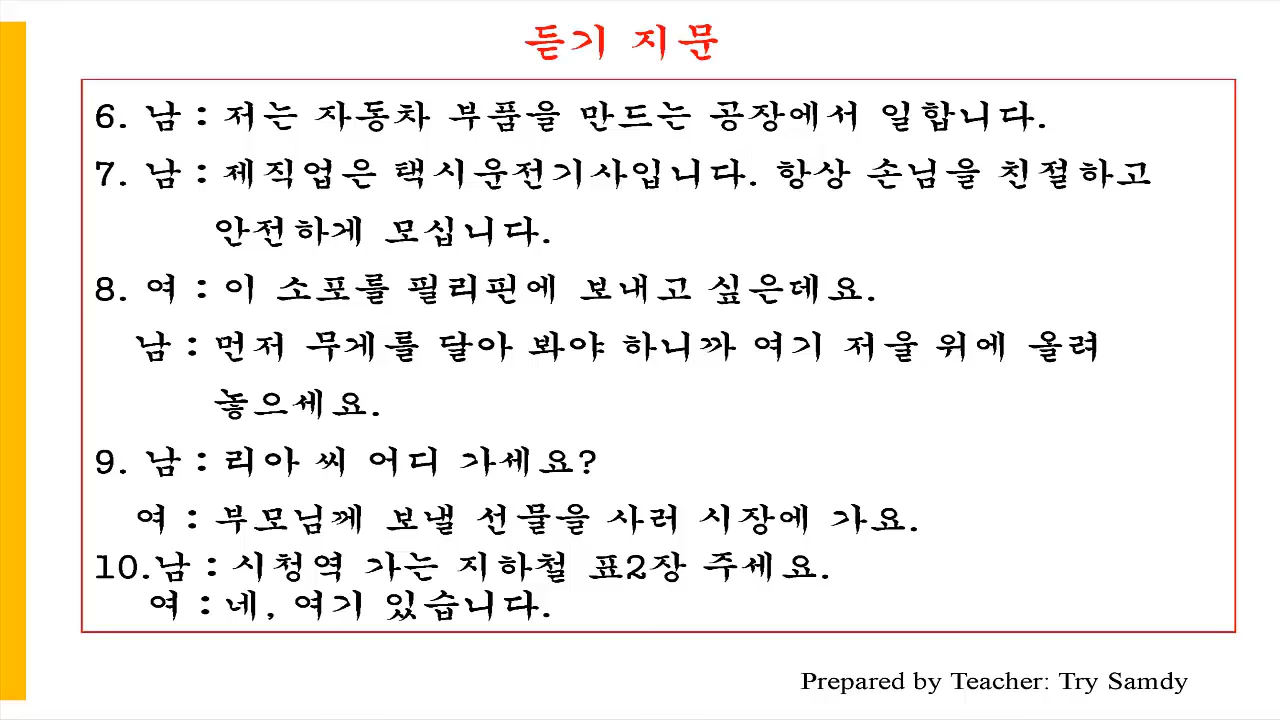 듣기 지문
6. 남 : 저는 자동차 부품을 만드는 공장에서 일합니다.
7. 남 : 제직업은 택시운전기사입니다. 항상 손님을 친절하고
안전하게 모십니다.
8. 여 : 이 소포를 필리핀에 보내고 싶은데요.
남 : 먼저 무게를 달아 봐야 하니까 여기 저울 위에 올려
놓으세요.
9. 남 : 리아 씨 어디 가세요?
여 : 부모님께 보낼 선물을 사러 시장에 가요.
10.남 : 시청역 가는 지하철 표2장 주세요.
여 : 네, 여기 있습니다.
Prepared by Teacher: Try Samdy